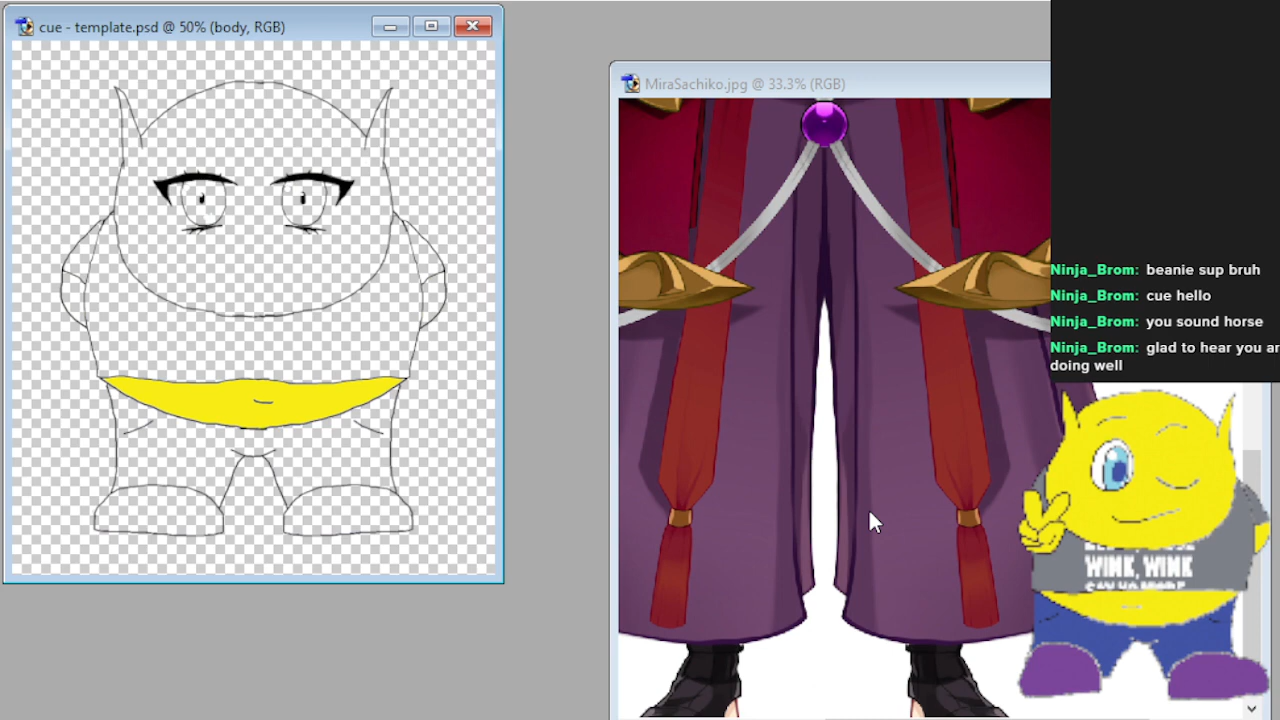 cue - template.psd @ 50% (body, RGB)
MiraSachiko.jpg @ 33.3% (RGB)
Ninja_Brom: beanie sup bruh
Ninja_Brom: cue hello
Ninja_Brom: you sound horse
Ninja_Brom: glad to hear you
doing well
WINK, WINK